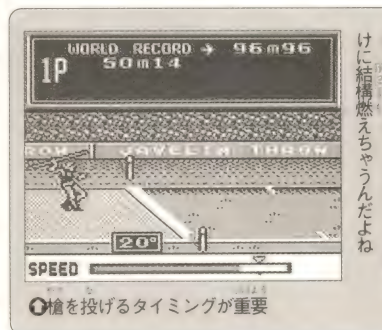 けに結構燃えちゃうんだよね
WORLD RECORD → 96m96
1P
50m14
ROW JAVELIN THROW
20°
SPEED
⬆槍を投げるタイミングが重要